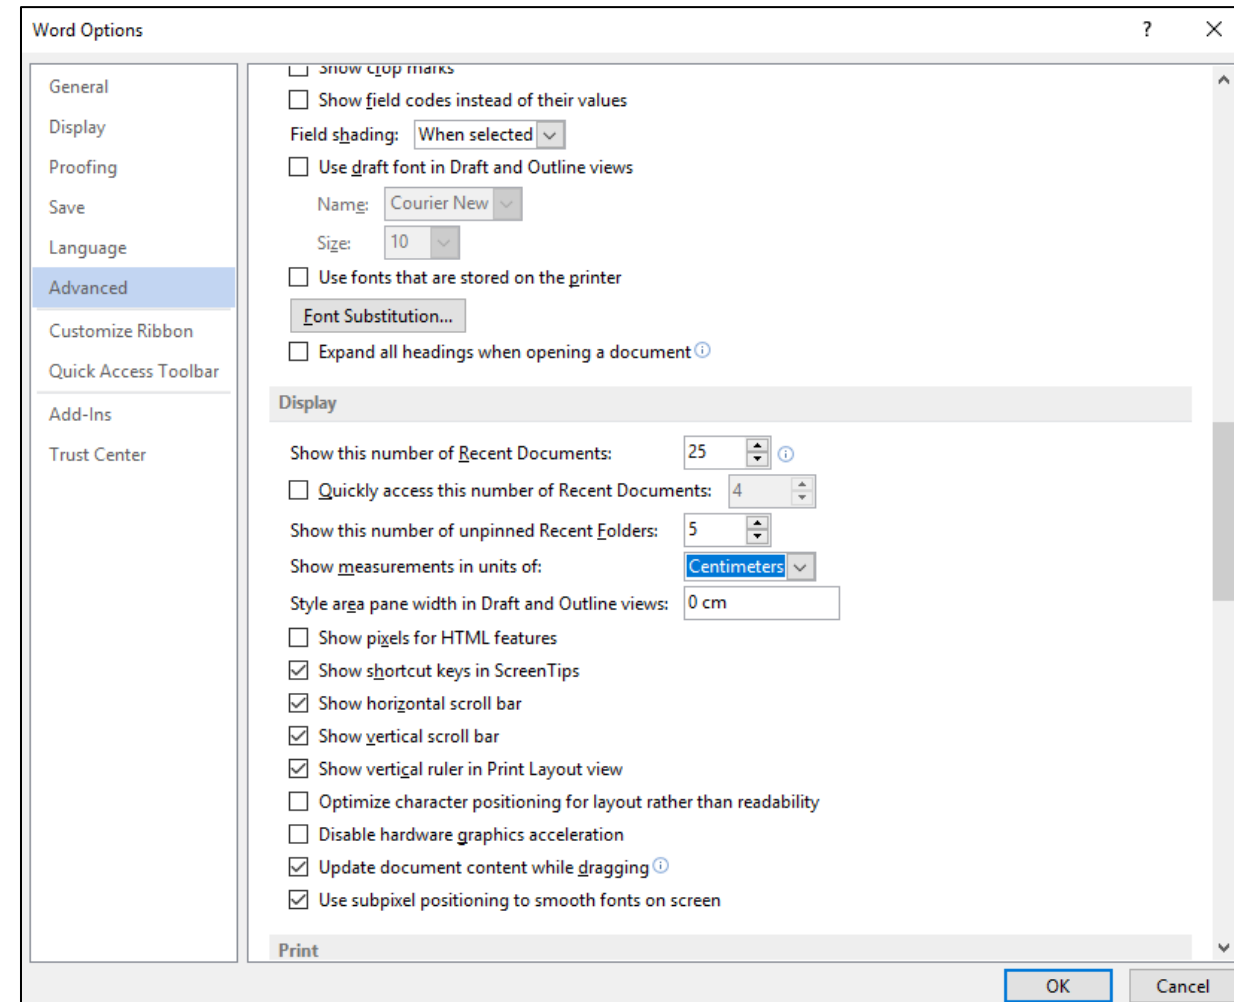 Word Options
?
General
Display
Proofing
Save
Language
Advanced
Customize Ribbon
Quick Access Toolbar
Add-Ins
Trust Center
Show crop marks
Show field codes instead of their values
Field shading: When selected
Use draft font in Draft and Outline views
Name: Courier New
Size: 10
Use fonts that are stored on the printer
Font Substitution...
Expand all headings when opening a document
Display
Show this number of Recent Documents: 25
Quickly access this number of Recent Documents: 4
Show this number of unpinned Recent Folders: 5
Show measurements in units of: Centimeters
Style area pane width in Draft and Outline views: 0 cm
Show pixels for HTML features
Show shortcut keys in ScreenTips
Show horizontal scroll bar
Show vertical scroll bar
Show vertical ruler in Print Layout view
Optimize character positioning for layout rather than readability
Disable hardware graphics acceleration
Update document content while dragging
Use subpixel positioning to smooth fonts on screen
Print
OK
Cancel